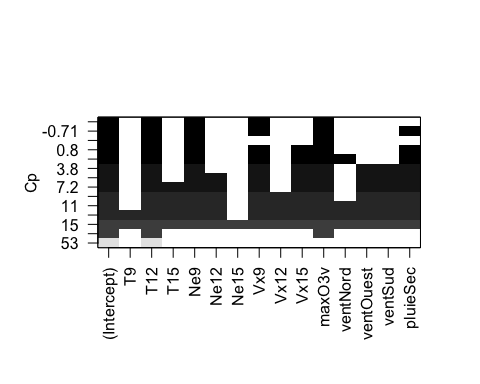 Cp
-0.71
0.8
3.8
7.2
11
15
53
(Intercept)
T9
T12
T15
Ne9
Ne12
Ne15
Vx9
Vx12
Vx15
maxO3v
ventNord
ventOuest
ventSud
pluieSec